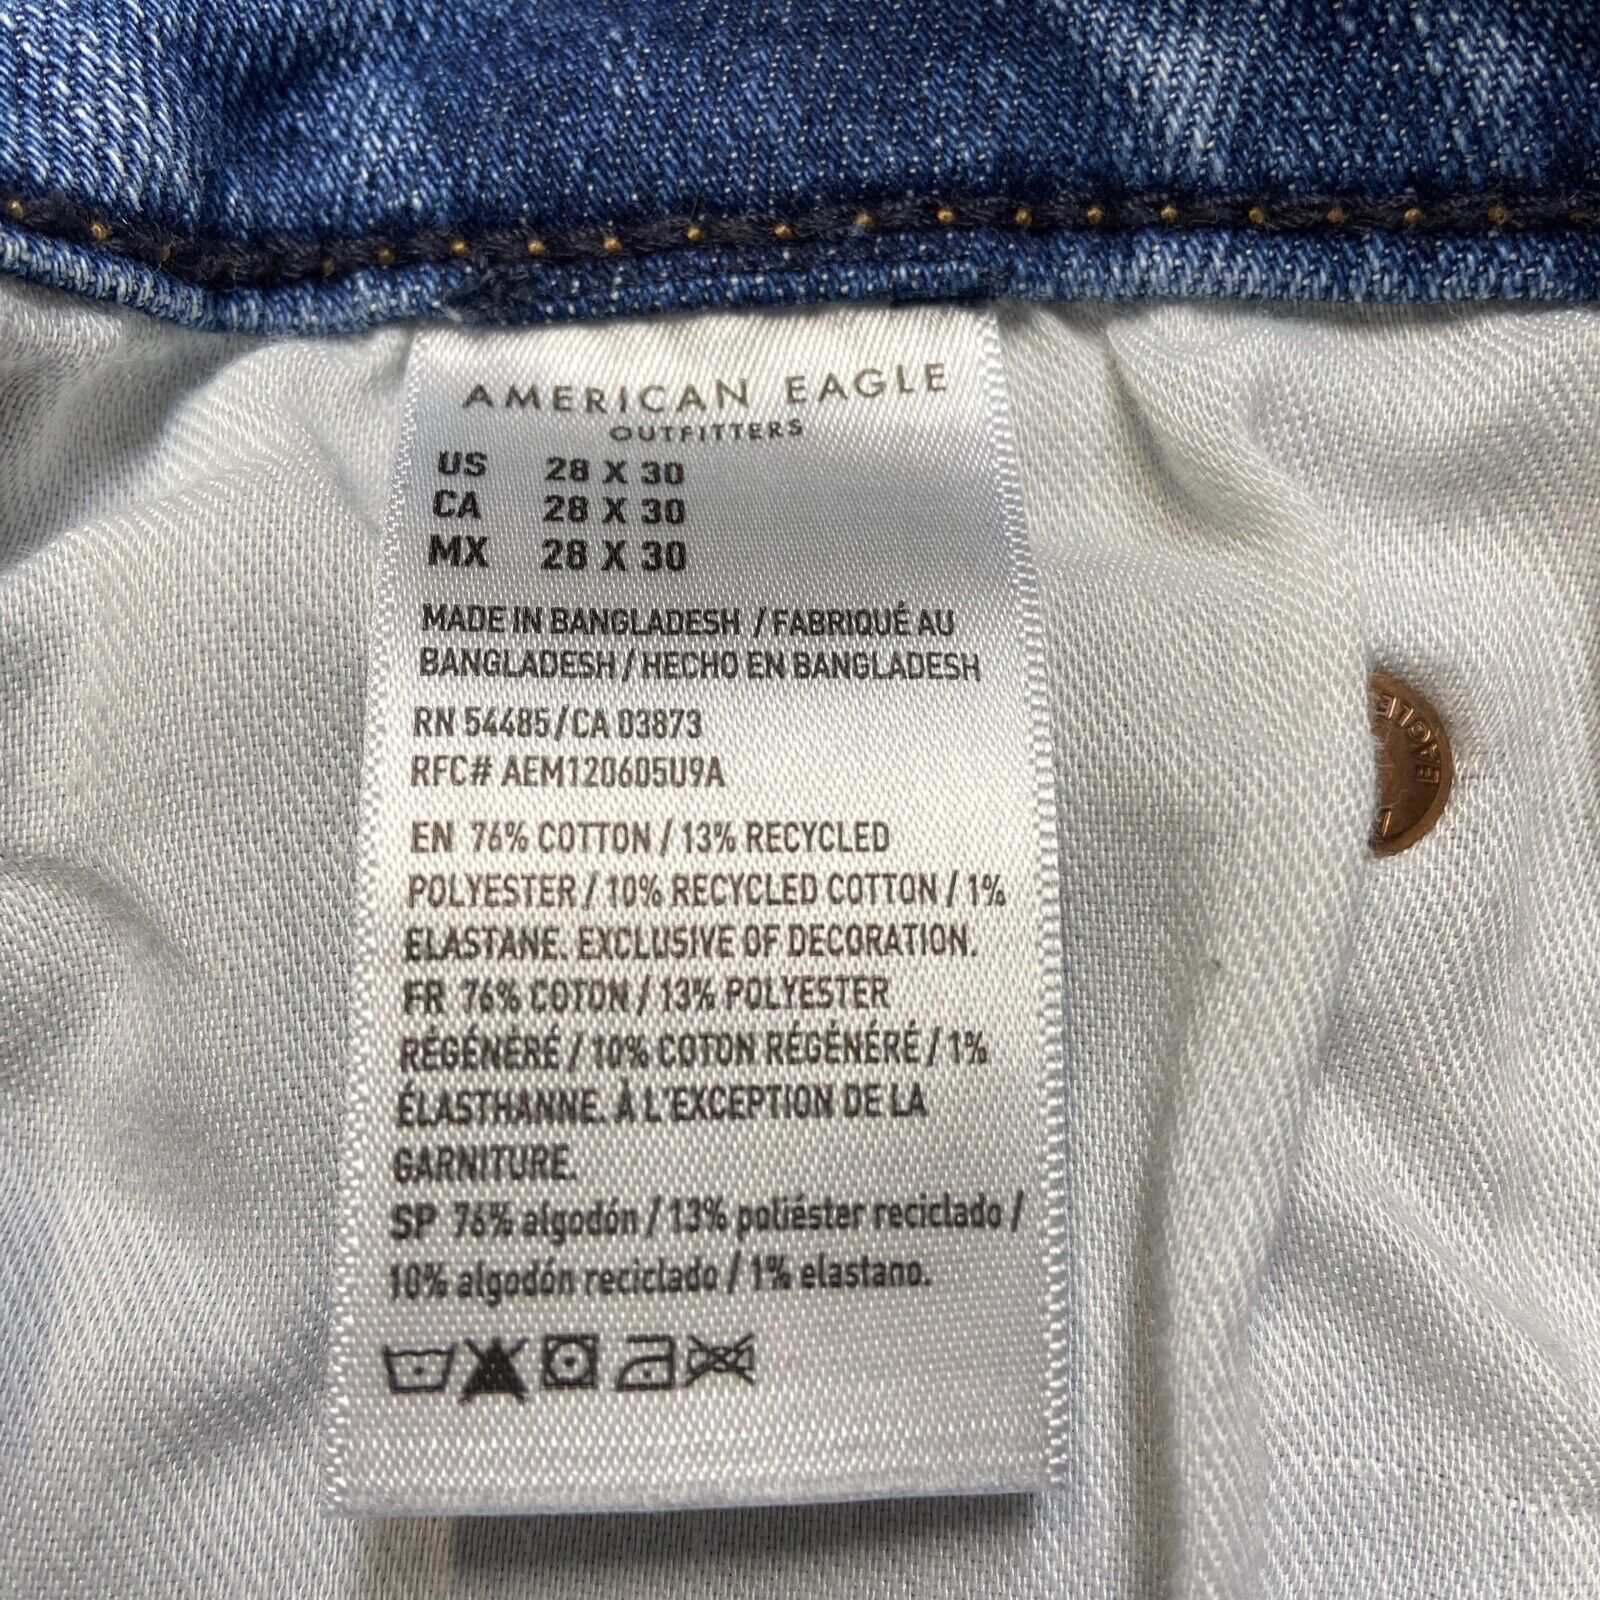 AMERICAN EAGLE
OUTFITTERS
US 28 X 30
CA 28 X 30
MX 28 X 30
MADE IN BANGLADESH / FABRIQUÉ AU
BANGLADESH / HECHO EN BANGLADESH
RN 54485/CA 03873
RFC# AEM120605U9A
EN 76% COTTON / 13% RECYCLED
POLYESTER / 10% RECYCLED COTTON / 1%
ELASTANE. EXCLUSIVE OF DECORATION.
FR 76% COTON / 13% POLYESTER
RÉGÉNÉRÉ / 10% COTON RÉGÉNÉRÉ / 1%
ÉLASTHANNE. À L'EXCEPTION DE LA
GARNITURE.
SP 76% algodón / 13% poliéster reciclado /
10% algodón reciclado / 1% elastano.
EAGLE